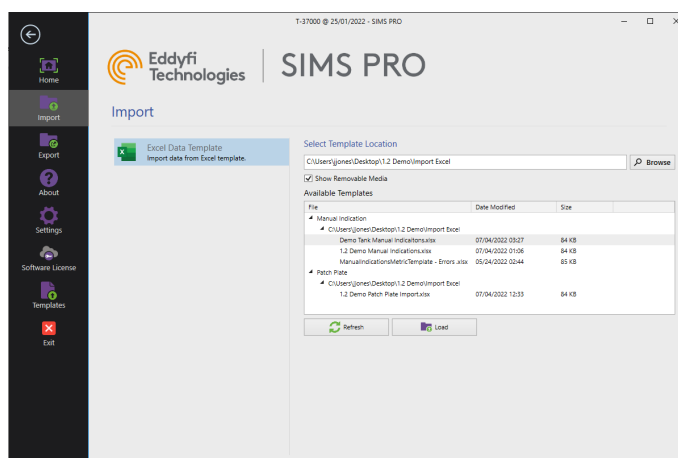 T-37000 @ 25/01/2022 - SIMS PRO
Home
Import
Export
About
Settings
Software License
Templates
Exit
Eddyfi
Technologies
SIMS PRO
Import
Excel Data Template
Import data from Excel template.
Select Template Location
C:\Users\jjones\Desktop\1.2 Demo\Import Excel
Browse
Show Removable Media
Available Templates
File Date Modified Size
Manual Indication
C:\Users\jjones\Desktop\1.2 Demo\Import Excel
Demo Tank Manual Indicaitons.xlsx 07/04/2022 03:27 84 KB
1.2 Demo Manual Indications.xlsx 07/04/2022 01:06 84 KB
ManualIndicationsMetricTemplate - Errors .xlsx 05/24/2022 02:44 85 KB
Patch Plate
C:\Users\jjones\Desktop\1.2 Demo\Import Excel
1.2 Demo Patch Plate Import.xlsx 07/04/2022 12:53 84 KB
Refresh Load